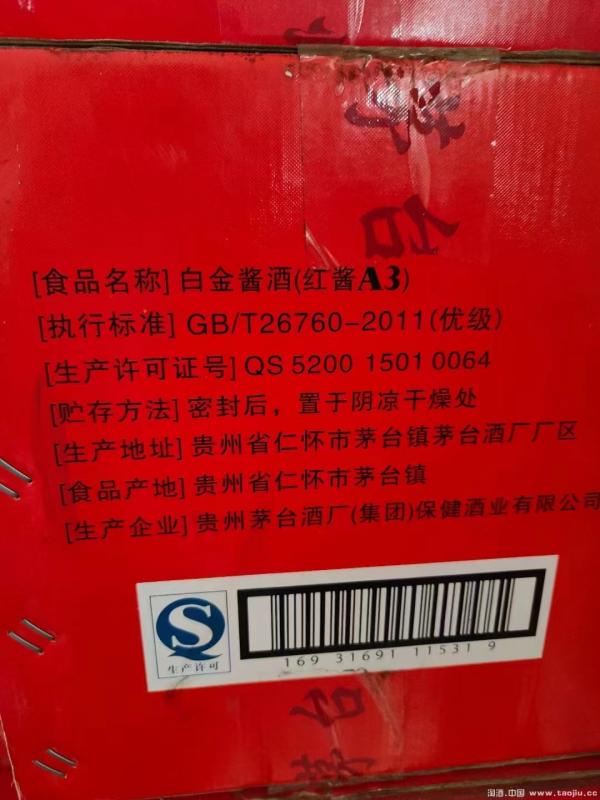 茅
台
[食品名称] 白金酱酒(红酱A3)
[执行标准] GB/T26760-2011(优级)
[生产许可证号] QS 5200 1501 0064
[贮存方法] 密封后，置于阴凉干燥处
[生产地址] 贵州省仁怀市茅台镇茅台酒厂厂区
[食品产地] 贵州省仁怀市茅台镇
[生产企业] 贵州茅台酒厂(集团)保健酒业有限公司
QS
生产许可
169 31691 11531 9
台
茅
淘酒.中国 www.taojiu.cc